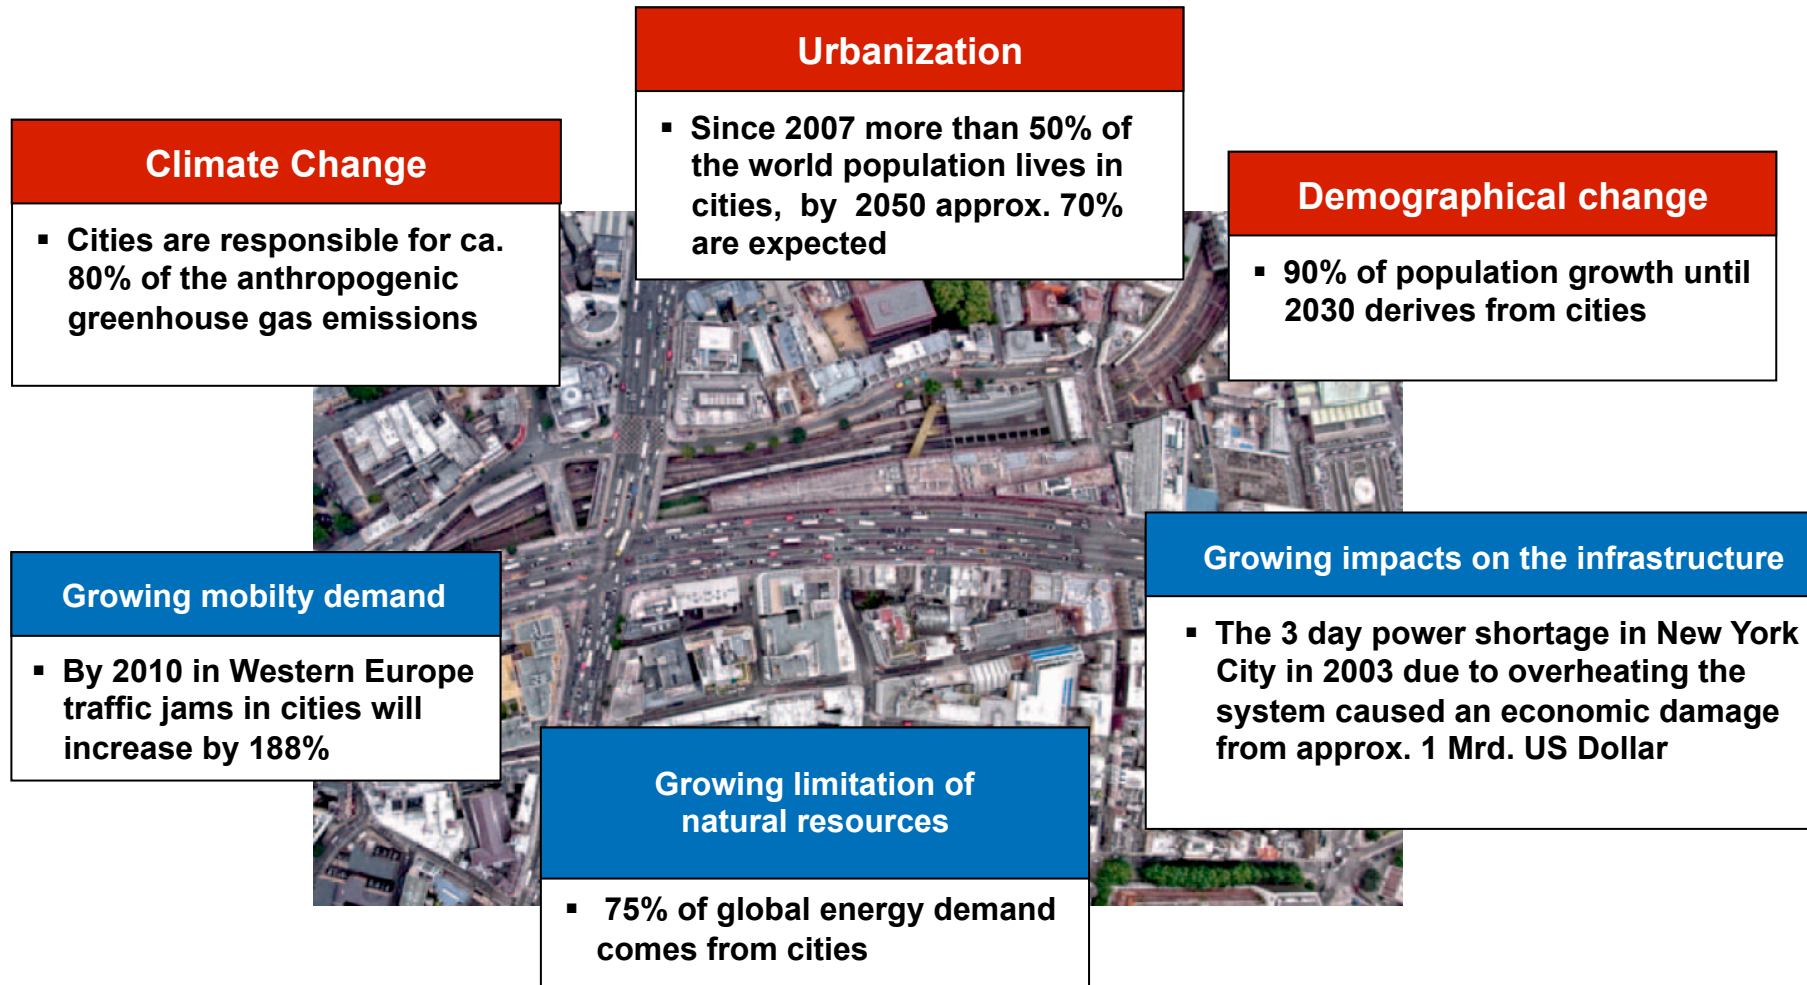 Urbanization
▪ Since 2007 more than 50% of
the world population lives in
cities, by 2050 approx. 70%
are expected
Climate Change
▪ Cities are responsible for ca.
80% of the anthropogenic
greenhouse gas emissions
Demographical change
▪ 90% of population growth until
2030 derives from cities
Growing mobilty demand
▪ By 2010 in Western Europe
traffic jams in cities will
increase by 188%
Growing limitation of
natural resources
▪ 75% of global energy demand
comes from cities
Growing impacts on the infrastructure
▪ The 3 day power shortage in New York
City in 2003 due to overheating the
system caused an economic damage
from approx. 1 Mrd. US Dollar